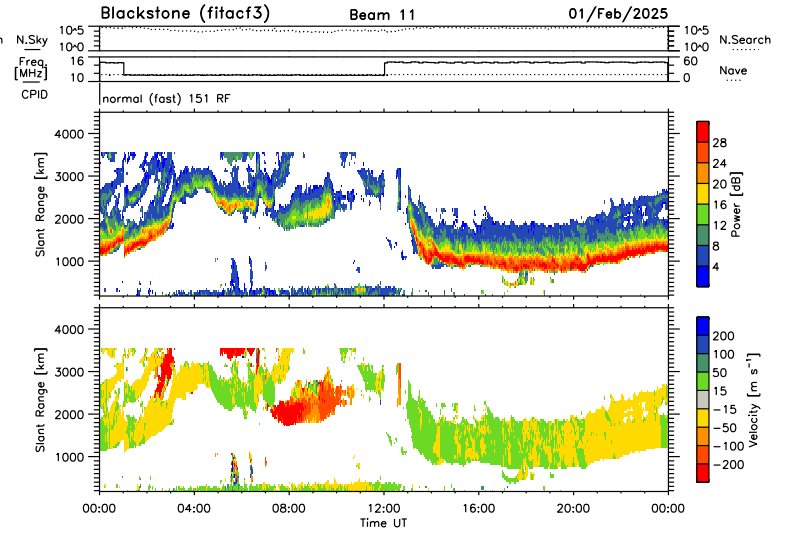 Blackstone (fitacf3) Beam 11 01/Feb/2025
N.Sky 10^5 10^0 10^5 10^0 N.Search
Freq. [MHz] 16 10 60 0 Nave
CPID normal (fast) 151 RF
Slant Range [km] 4000 3000 2000 1000
Power [dB] 28 24 20 16 12 8 4
Slant Range [km] 4000 3000 2000 1000
Velocity [m s⁻¹] 200 100 50 15 −15 −50 −100 −200
00:00 04:00 08:00 12:00 16:00 20:00 00:00
Time UT